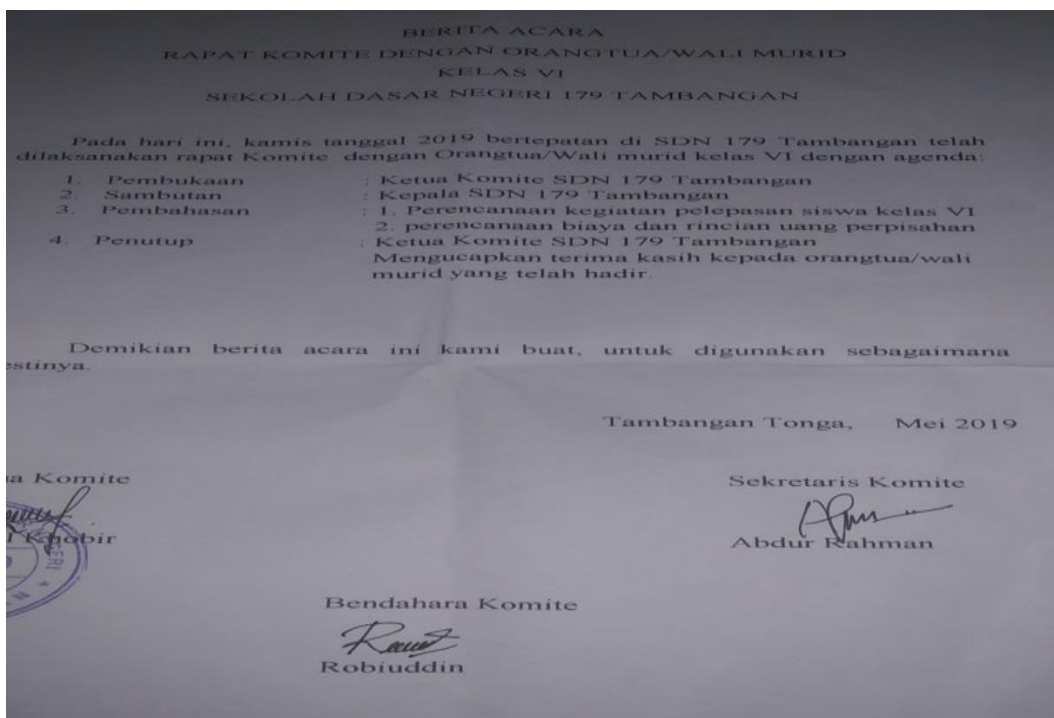 BERITA ACARA
RAPAT KOMITE DENGAN ORANGTUA/WALI MURID
KELAS VI
SEKOLAH DASAR NEGERI 179 TAMBANGAN
Pada hari ini, kamis tanggal 2019 bertepatan di SDN 179 Tambangan telah
dilaksanakan rapat Komite dengan Orangtua/Wali murid kelas VI dengan agenda:
1. Pembukaan : Ketua Komite SDN 179 Tambangan
2. Sambutan : Kepala SDN 179 Tambangan
3. Pembahasan : 1. Perencanaan kegiatan pelepasan siswa kelas VI
2. perencanaan biaya dan rincian uang perpisahan
4. Penutup : Ketua Komite SDN 179 Tambangan
Mengucapkan terima kasih kepada orangtua/wali
murid yang telah hadir.
Demikian berita acara ini kami buat, untuk digunakan sebagaimana
estinya.
Tambangan Tonga, Mei 2019
a Komite
Sekretaris Komite
l Khobir
Abdur Rahman
Bendahara Komite
Robiuddin